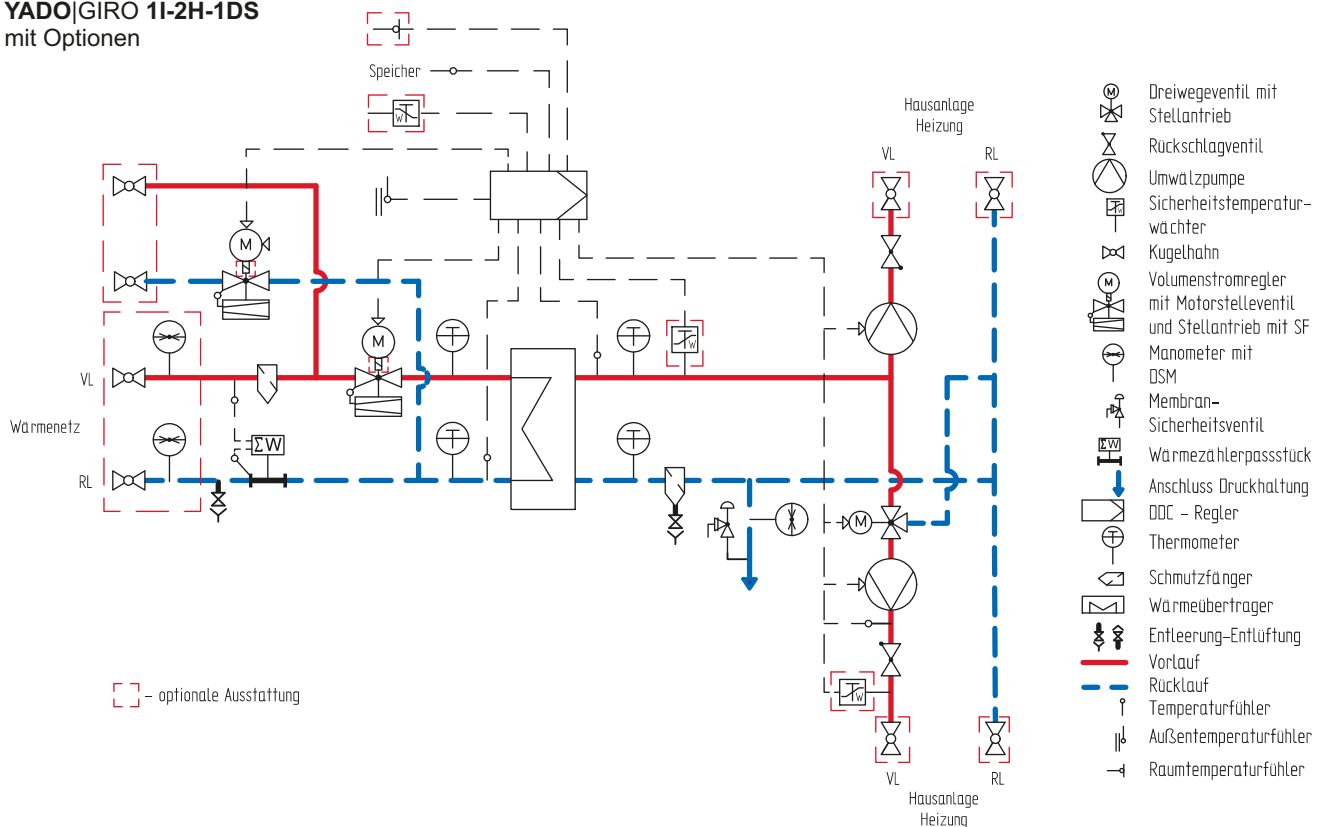 YADO|GIRO 1I-2H-1DS
mit Optionen
Speicher
W
Hausanlage
Heizung
VL
RL
M
M
T
T
T
W
VL
Wärmenetz
RL
ΣW
T
T
M
T
W
VL
RL
Hausanlage
Heizung
- optionale Ausstattung
M
Dreiwegeventil mit
Stellantrieb
Rückschlagventil
Umwälzpumpe
W
Sicherheitstemperatur-
wächter
Kugelhahn
M
Volumenstromregler
mit Motorstelleventil
und Stellantrieb mit SF
Manometer mit
DSM
Membran-
Sicherheitsventil
ΣW
Wärmezählerpassstück
Anschluss Druckhaltung
DDC - Regler
T
Thermometer
Schmutzfänger
Wärmeübertrager
Entleerung-Entlüftung
Vorlauf
Rücklauf
Temperaturfühler
Außentemperaturfühler
Raumtemperaturfühler